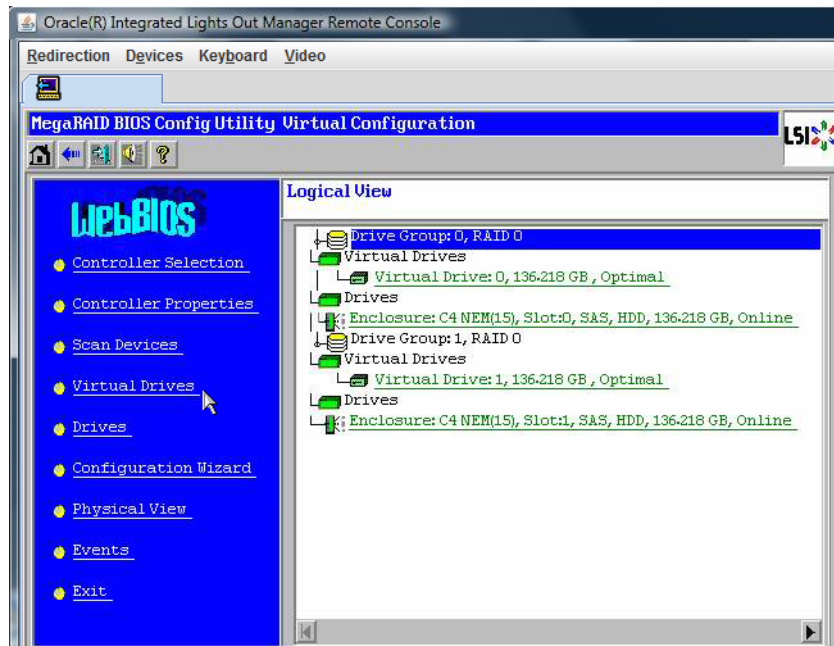 Oracle(R) Integrated Lights Out Manager Remote Console
Redirection Devices Keyboard Video
MegaRAID BIOS Config Utility Virtual Configuration
LSI
WebBIOS
Logical View
Controller Selection
Controller Properties
Scan Devices
Virtual Drives
Drives
Configuration Wizard
Physical View
Events
Exit
Drive Group: 0, RAID 0
Virtual Drives
Virtual Drive: 0, 136.218 GB , Optimal
Drives
Enclosure: C4 NEM(15), Slot:0, SAS, HDD, 136.218 GB, Online
Drive Group: 1, RAID 0
Virtual Drives
Virtual Drive: 1, 136.218 GB , Optimal
Drives
Enclosure: C4 NEM(15), Slot:1, SAS, HDD, 136.218 GB, Online